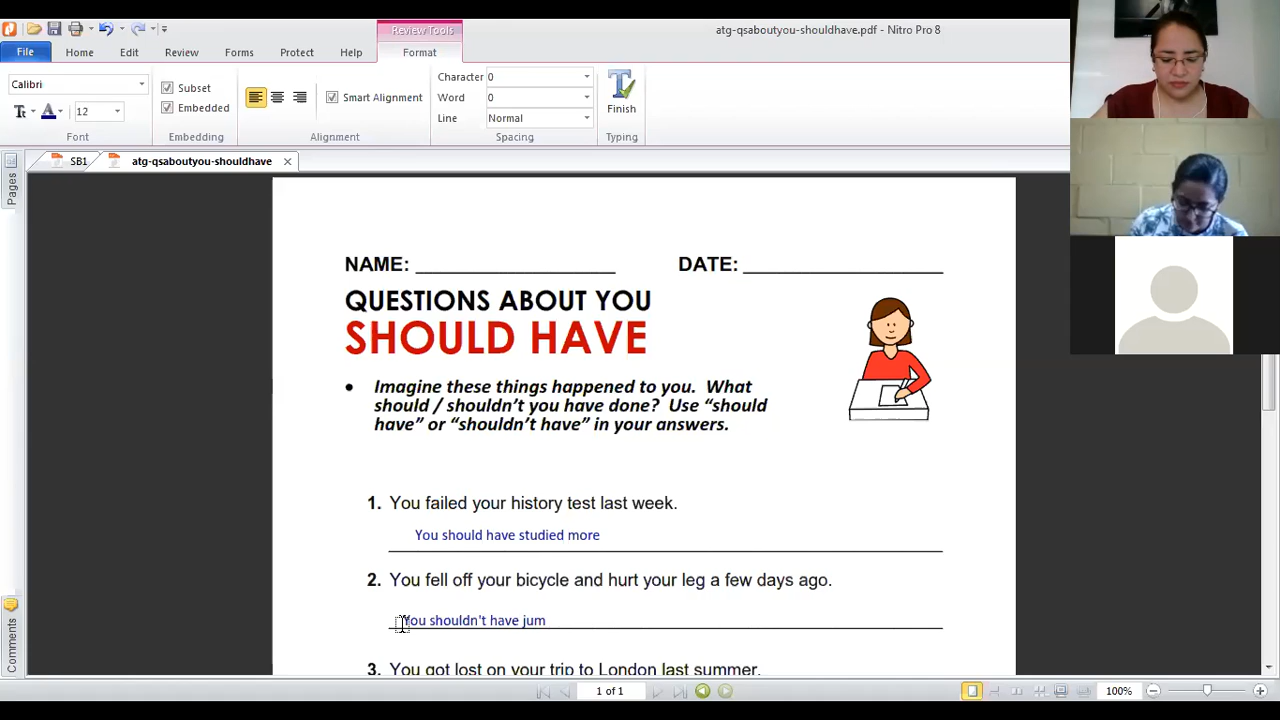 Review Tools
atg-qsaboutyou-shouldhave.pdf - Nitro Pro 8
File Home Edit Review Forms Protect Help Format
Calibri
Subset
Smart Alignment
Character 0
12
Embedded
Word 0
Line Normal
Finish
Font Embedding Alignment Spacing Typing
SB1 atg-qsaboutyou-shouldhave
Pages
NAME: DATE:
QUESTIONS ABOUT YOU
SHOULD HAVE
• Imagine these things happened to you. What
should / shouldn't you have done? Use “should
have” or “shouldn't have” in your answers.
1. You failed your history test last week.
You should have studied more
2. You fell off your bicycle and hurt your leg a few days ago.
You shouldn't have jum
3. You got lost on your trip to London last summer.
Comments
1 of 1
100%